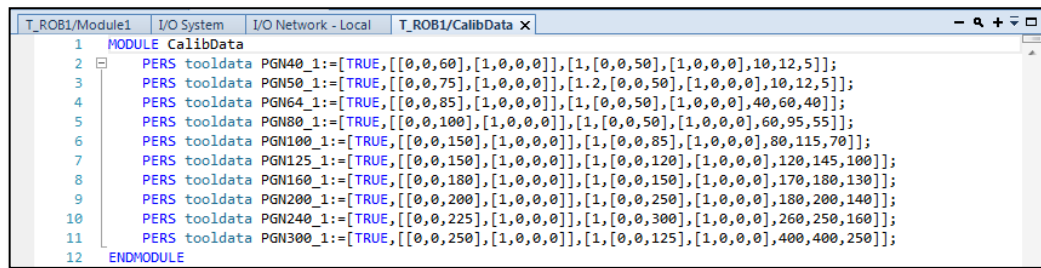 T_ROB1/Module1 I/O System I/O Network - Local T_ROB1/CalibData X
1 MODULE CalibData
2 PERS tooldata PGN40_1:=[TRUE,[[0,0,60],[1,0,0,0]],[1,[0,0,50],[1,0,0,0],10,12,5]];
3 PERS tooldata PGN50_1:=[TRUE,[[0,0,75],[1,0,0,0]],[1.2,[0,0,50],[1,0,0,0],10,12,5]];
4 PERS tooldata PGN64_1:=[TRUE,[[0,0,85],[1,0,0,0]],[1,[0,0,50],[1,0,0,0],40,60,40]];
5 PERS tooldata PGN80_1:=[TRUE,[[0,0,100],[1,0,0,0]],[1,[0,0,50],[1,0,0,0],60,95,55]];
6 PERS tooldata PGN100_1:=[TRUE,[[0,0,150],[1,0,0,0]],[1,[0,0,85],[1,0,0,0],80,115,70]];
7 PERS tooldata PGN125_1:=[TRUE,[[0,0,150],[1,0,0,0]],[1,[0,0,120],[1,0,0,0],120,145,100]];
8 PERS tooldata PGN160_1:=[TRUE,[[0,0,180],[1,0,0,0]],[1,[0,0,150],[1,0,0,0],170,180,130]];
9 PERS tooldata PGN200_1:=[TRUE,[[0,0,200],[1,0,0,0]],[1,[0,0,250],[1,0,0,0],180,200,140]];
10 PERS tooldata PGN240_1:=[TRUE,[[0,0,225],[1,0,0,0]],[1,[0,0,300],[1,0,0,0],260,250,160]];
11 PERS tooldata PGN300_1:=[TRUE,[[0,0,250],[1,0,0,0]],[1,[0,0,125],[1,0,0,0],400,400,250]];
12 ENDMODULE